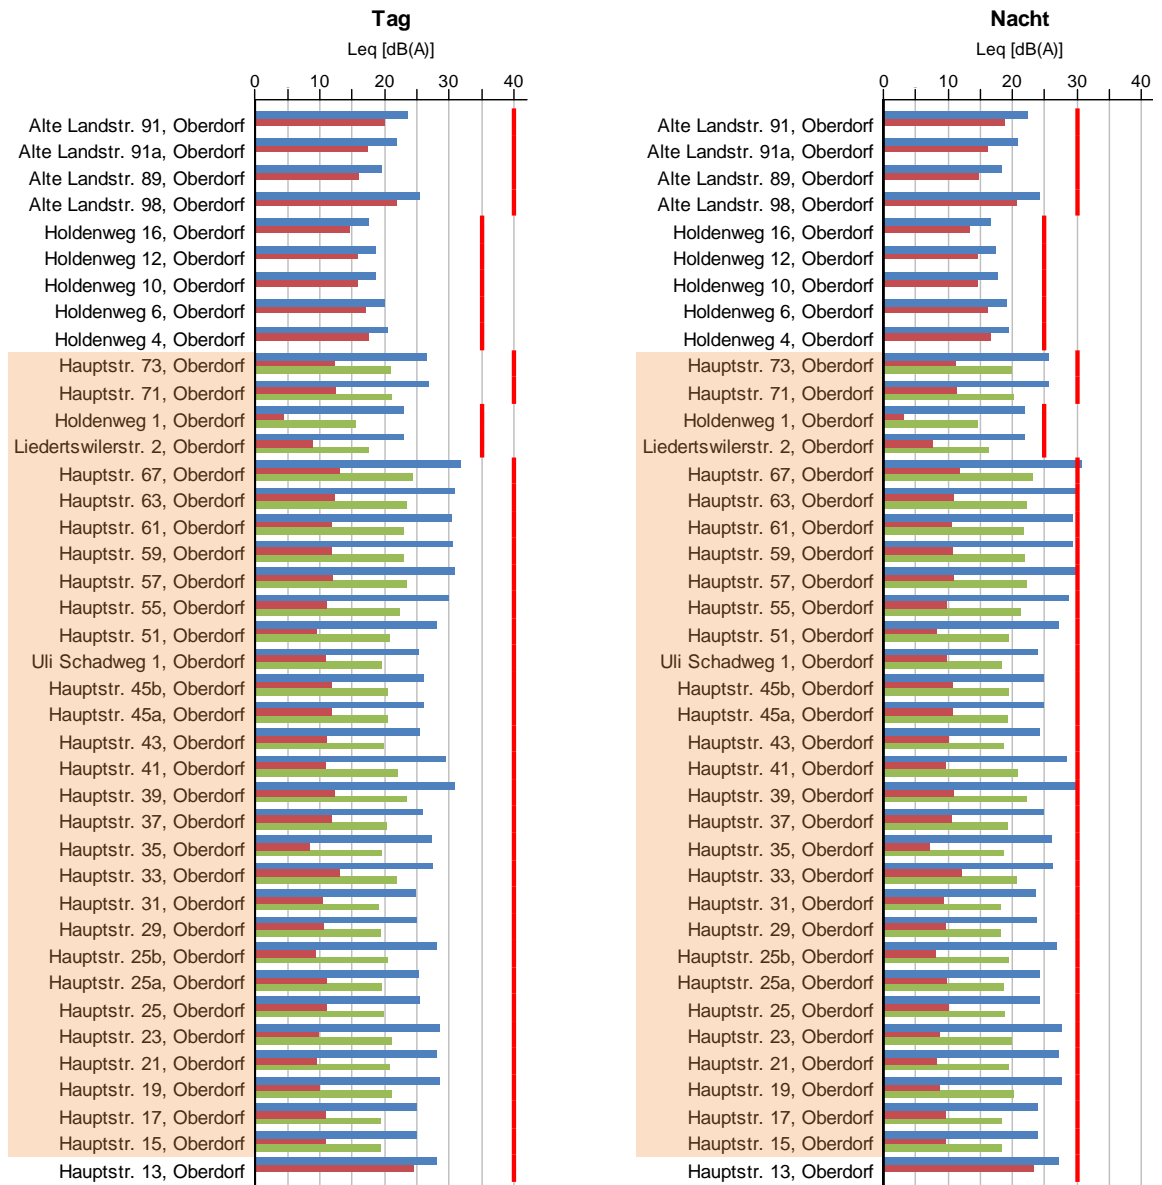 Tag
Leq [dB(A)]
0 10 20 30 40
Alte Landstr. 91, Oberdorf
Alte Landstr. 91a, Oberdorf
Alte Landstr. 89, Oberdorf
Alte Landstr. 98, Oberdorf
Holdenweg 16, Oberdorf
Holdenweg 12, Oberdorf
Holdenweg 10, Oberdorf
Holdenweg 6, Oberdorf
Holdenweg 4, Oberdorf
Hauptstr. 73, Oberdorf
Hauptstr. 71, Oberdorf
Holdenweg 1, Oberdorf
Liedertswilerstr. 2, Oberdorf
Hauptstr. 67, Oberdorf
Hauptstr. 63, Oberdorf
Hauptstr. 61, Oberdorf
Hauptstr. 59, Oberdorf
Hauptstr. 57, Oberdorf
Hauptstr. 55, Oberdorf
Hauptstr. 51, Oberdorf
Uli Schadweg 1, Oberdorf
Hauptstr. 45b, Oberdorf
Hauptstr. 45a, Oberdorf
Hauptstr. 43, Oberdorf
Hauptstr. 41, Oberdorf
Hauptstr. 39, Oberdorf
Hauptstr. 37, Oberdorf
Hauptstr. 35, Oberdorf
Hauptstr. 33, Oberdorf
Hauptstr. 31, Oberdorf
Hauptstr. 29, Oberdorf
Hauptstr. 25b, Oberdorf
Hauptstr. 25a, Oberdorf
Hauptstr. 25, Oberdorf
Hauptstr. 23, Oberdorf
Hauptstr. 21, Oberdorf
Hauptstr. 19, Oberdorf
Hauptstr. 17, Oberdorf
Hauptstr. 15, Oberdorf
Hauptstr. 13, Oberdorf
Nacht
Leq [dB(A)]
0 10 20 30 40
Alte Landstr. 91, Oberdorf
Alte Landstr. 91a, Oberdorf
Alte Landstr. 89, Oberdorf
Alte Landstr. 98, Oberdorf
Holdenweg 16, Oberdorf
Holdenweg 12, Oberdorf
Holdenweg 10, Oberdorf
Holdenweg 6, Oberdorf
Holdenweg 4, Oberdorf
Hauptstr. 73, Oberdorf
Hauptstr. 71, Oberdorf
Holdenweg 1, Oberdorf
Liedertswilerstr. 2, Oberdorf
Hauptstr. 67, Oberdorf
Hauptstr. 63, Oberdorf
Hauptstr. 61, Oberdorf
Hauptstr. 59, Oberdorf
Hauptstr. 57, Oberdorf
Hauptstr. 55, Oberdorf
Hauptstr. 51, Oberdorf
Uli Schadweg 1, Oberdorf
Hauptstr. 45b, Oberdorf
Hauptstr. 45a, Oberdorf
Hauptstr. 43, Oberdorf
Hauptstr. 41, Oberdorf
Hauptstr. 39, Oberdorf
Hauptstr. 37, Oberdorf
Hauptstr. 35, Oberdorf
Hauptstr. 33, Oberdorf
Hauptstr. 31, Oberdorf
Hauptstr. 29, Oberdorf
Hauptstr. 25b, Oberdorf
Hauptstr. 25a, Oberdorf
Hauptstr. 25, Oberdorf
Hauptstr. 23, Oberdorf
Hauptstr. 21, Oberdorf
Hauptstr. 19, Oberdorf
Hauptstr. 17, Oberdorf
Hauptstr. 15, Oberdorf
Hauptstr. 13, Oberdorf